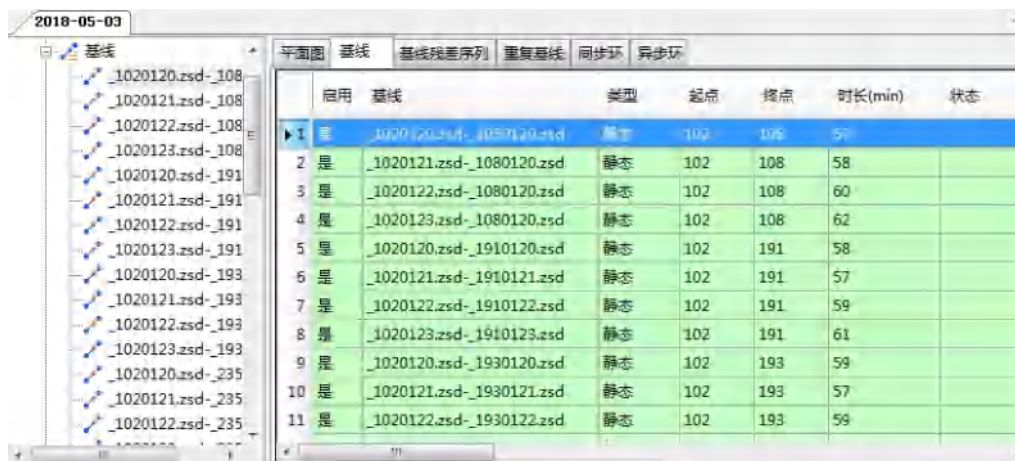 2018-05-03
基线
_1020120.zsd-_108
_1020121.zsd-_108
_1020122.zsd-_108
_1020123.zsd-_108
_1020120.zsd-_191
_1020121.zsd-_191
_1020122.zsd-_191
_1020123.zsd-_191
_1020120.zsd-_193
_1020121.zsd-_193
_1020122.zsd-_193
_1020123.zsd-_193
_1020120.zsd-_235
_1020121.zsd-_235
_1020122.zsd-_235
平面图 基线 基线残差序列 重复基线 同步环 异步环
启用 基线 类型 起点 终点 时长(min) 状态
1 静态 102
2 是 _1020121.zsd-_1080120.zsd 静态 102 108 58
3 是 _1020122.zsd-_1080120.zsd 静态 102 108 60
4 是 _1020123.zsd-_1080120.zsd 静态 102 108 62
5 是 _1020120.zsd-_1910120.zsd 静态 102 191 58
6 是 _1020121.zsd-_1910121.zsd 静态 102 191 57
7 是 _1020122.zsd-_1910122.zsd 静态 102 191 59
8 是 _1020123.zsd-_1910123.zsd 静态 102 191 61
9 是 _1020120.zsd-_1930120.zsd 静态 102 193 59
10 是 _1020121.zsd-_1930121.zsd 静态 102 193 57
11 是 _1020122.zsd-_1930122.zsd 静态 102 193 59